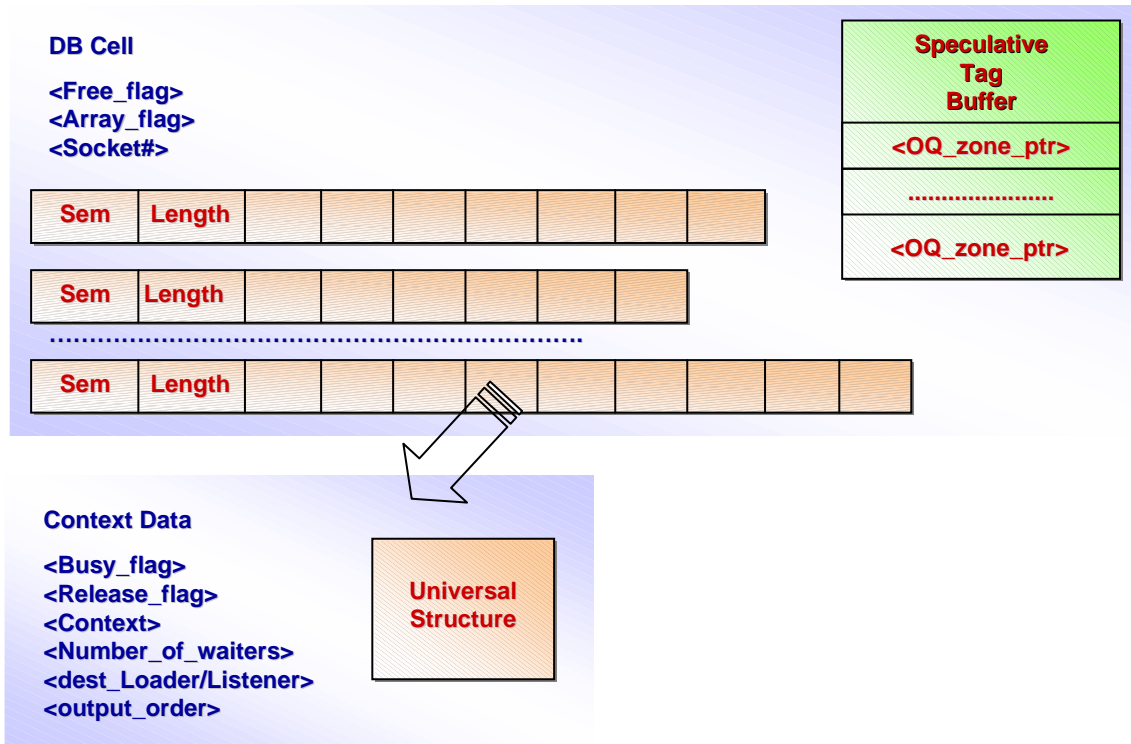 DB Cell
<Free_flag>
<Array_flag>
<Socket#>
Speculative
Tag
Buffer
<OQ_zone_ptr>
......................
<OQ_zone_ptr>
Sem Length
Sem Length
..................................................................
Sem Length
Context Data
<Busy_flag>
<Release_flag>
<Context>
<Number_of_waiters>
<dest_Loader/Listener>
<output_order>
Universal
Structure